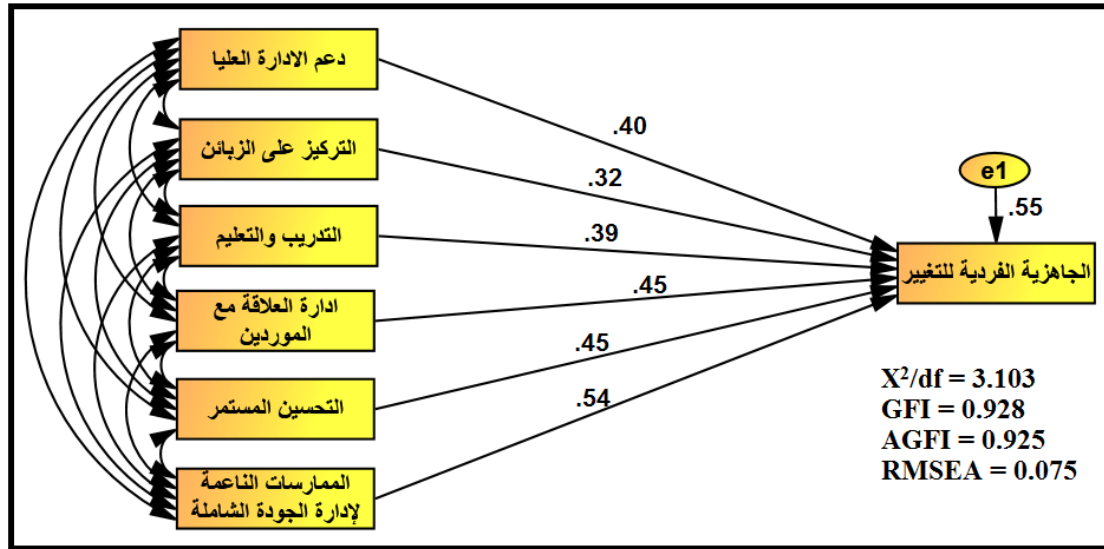 دعم الادارة العليا
.40
التركيز على الزبائن
.32
e1
.55
التدريب والتعليم
.39
الجاهزية الفردية للتغيير
ادارة العلاقة مع
الموردين
.45
التحسين المستمر
.45
الممارسات الناعمة
لإدارة الجودة الشاملة
.54
X²/df = 3.103
GFI = 0.928
AGFI = 0.925
RMSEA = 0.075